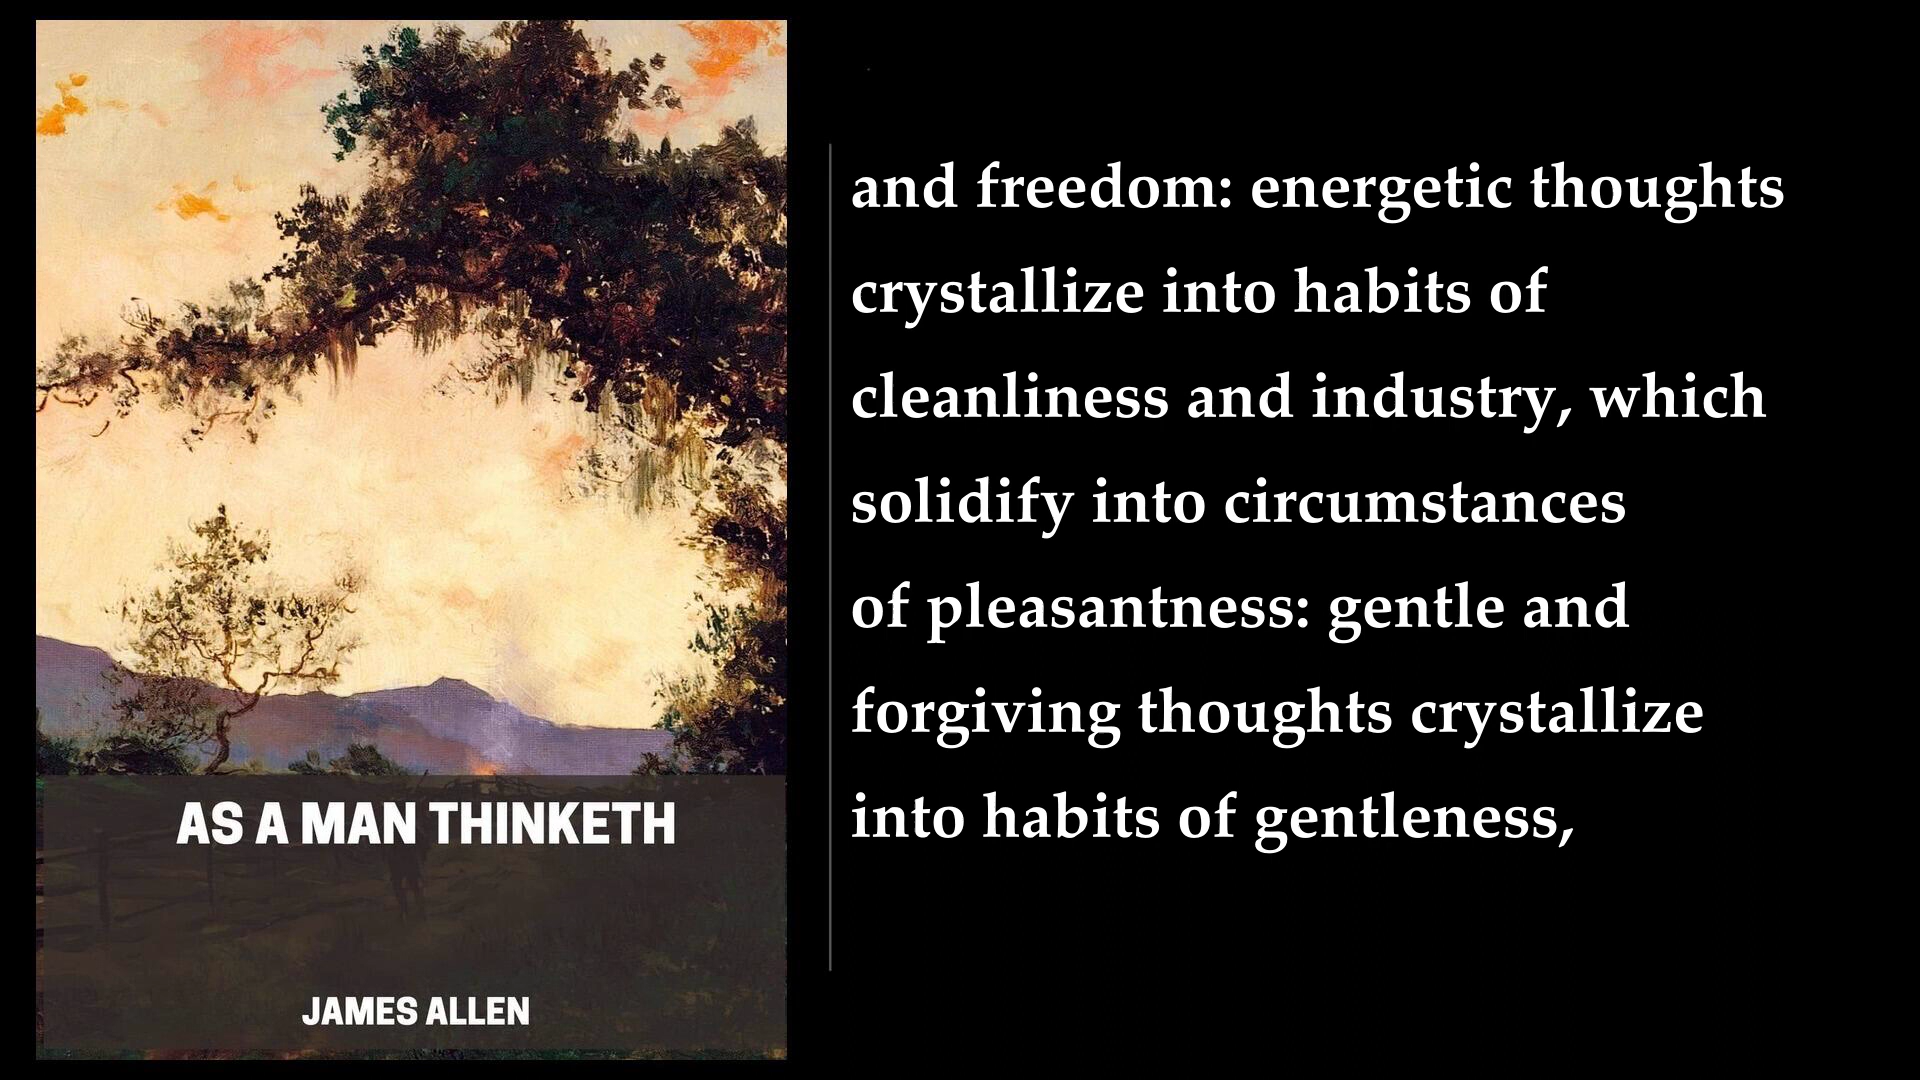 AS A MAN THINKETH
JAMES ALLEN
and freedom: energetic thoughts
crystallize into habits of
cleanliness and industry, which
solidify into circumstances
of pleasantness: gentle and
forgiving thoughts crystallize
into habits of gentleness,